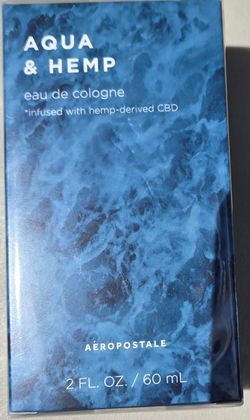 AQUA
& HEMP
eau de cologne
*infused with hemp-derived CBD
AÉROPOSTALE
2 FL. OZ. / 60 mL